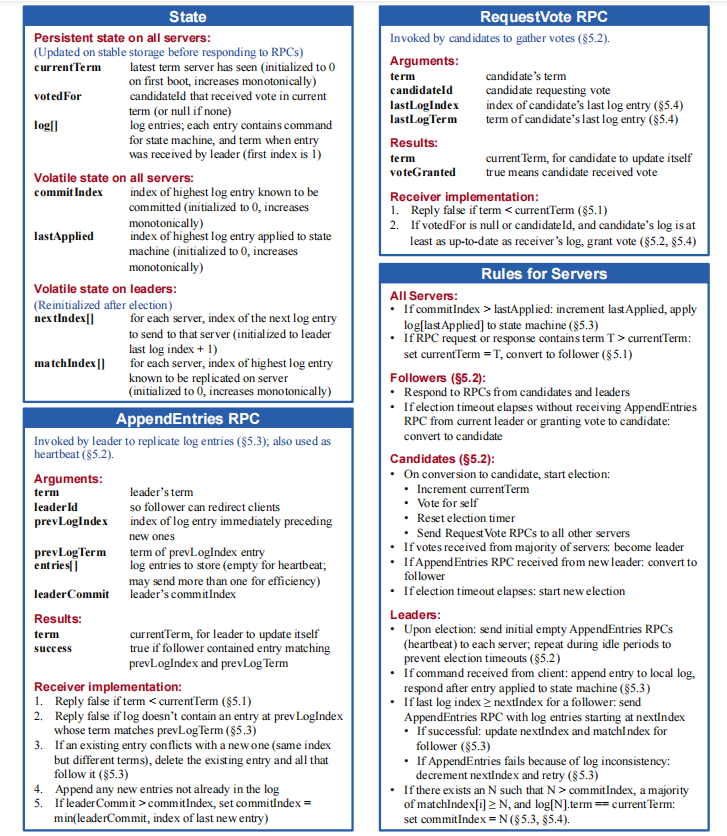 State
Persistent state on all servers:
(Updated on stable storage before responding to RPCs)
currentTerm latest term server has seen (initialized to 0
on first boot, increases monotonically)
votedFor candidateId that received vote in current
term (or null if none)
log[] log entries; each entry contains command
for state machine, and term when entry
was received by leader (first index is 1)
Volatile state on all servers:
commitIndex index of highest log entry known to be
committed (initialized to 0, increases
monotonically)
lastApplied index of highest log entry applied to state
machine (initialized to 0, increases
monotonically)
Volatile state on leaders:
(Reinitialized after election)
nextIndex[] for each server, index of the next log entry
to send to that server (initialized to leader
last log index + 1)
matchIndex[] for each server, index of highest log entry
known to be replicated on server
(initialized to 0, increases monotonically)
AppendEntries RPC
Invoked by leader to replicate log entries (§5.3); also used as
heartbeat (§5.2).
Arguments:
term leader's term
leaderId so follower can redirect clients
prevLogIndex index of log entry immediately preceding
new ones
prevLogTerm term of prevLogIndex entry
entries[] log entries to store (empty for heartbeat;
may send more than one for efficiency)
leaderCommit leader's commitIndex
Results:
term currentTerm, for leader to update itself
success true if follower contained entry matching
prevLogIndex and prevLogTerm
Receiver implementation:
1. Reply false if term < currentTerm (§5.1)
2. Reply false if log doesn't contain an entry at prevLogIndex
whose term matches prevLogTerm (§5.3)
3. If an existing entry conflicts with a new one (same index
but different terms), delete the existing entry and all that
follow it (§5.3)
4. Append any new entries not already in the log
5. If leaderCommit > commitIndex, set commitIndex =
min(leaderCommit, index of last new entry)
RequestVote RPC
Invoked by candidates to gather votes (§5.2).
Arguments:
term candidate's term
candidateId candidate requesting vote
lastLogIndex index of candidate's last log entry (§5.4)
lastLogTerm term of candidate's last log entry (§5.4)
Results:
term currentTerm, for candidate to update itself
voteGranted true means candidate received vote
Receiver implementation:
1. Reply false if term < currentTerm (§5.1)
2. If votedFor is null or candidateId, and candidate's log is at
least as up-to-date as receiver's log, grant vote (§5.2, §5.4)
Rules for Servers
All Servers:
• If commitIndex > lastApplied: increment lastApplied, apply
log[lastApplied] to state machine (§5.3)
• If RPC request or response contains term T > currentTerm:
set currentTerm = T, convert to follower (§5.1)
Followers (§5.2):
• Respond to RPCs from candidates and leaders
• If election timeout elapses without receiving AppendEntries
RPC from current leader or granting vote to candidate:
convert to candidate
Candidates (§5.2):
• On conversion to candidate, start election:
• Increment currentTerm
• Vote for self
• Reset election timer
• Send RequestVote RPCs to all other servers
• If votes received from majority of servers: become leader
• If AppendEntries RPC received from new leader: convert to
follower
• If election timeout elapses: start new election
Leaders:
• Upon election: send initial empty AppendEntries RPCs
(heartbeat) to each server; repeat during idle periods to
prevent election timeouts (§5.2)
• If command received from client: append entry to local log,
respond after entry applied to state machine (§5.3)
• If last log index ≥ nextIndex for a follower: send
AppendEntries RPC with log entries starting at nextIndex
• If successful: update nextIndex and matchIndex for
follower (§5.3)
• If AppendEntries fails because of log inconsistency:
decrement nextIndex and retry (§5.3)
• If there exists an N such that N > commitIndex, a majority
of matchIndex[i] ≥ N, and log[N].term == currentTerm:
set commitIndex = N (§5.3, §5.4).